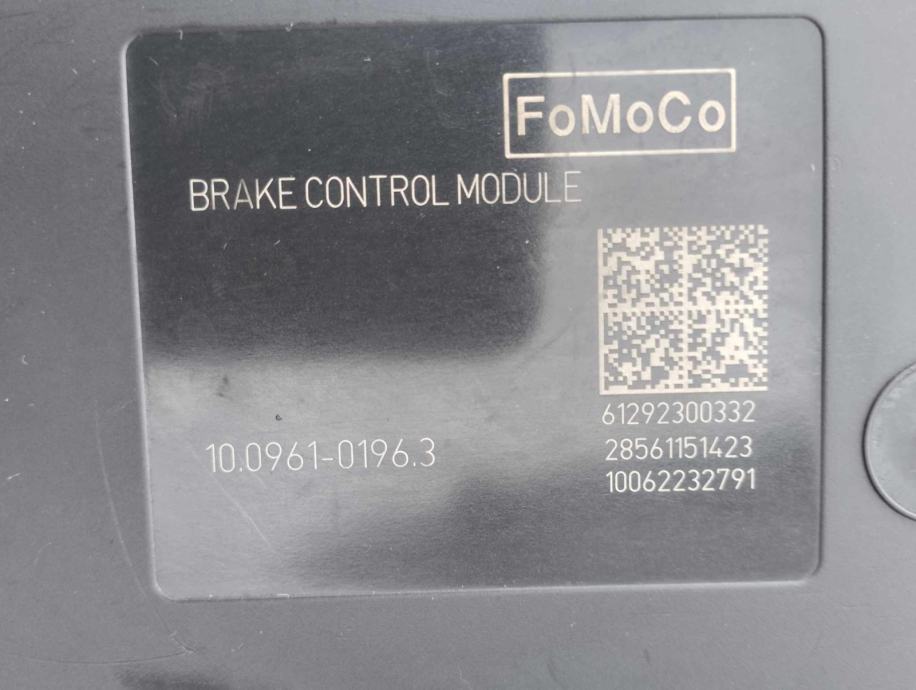 FoMoCo
BRAKE CONTROL MODULE
61292300332
10.0961-0196.3
28561151423
10062232791